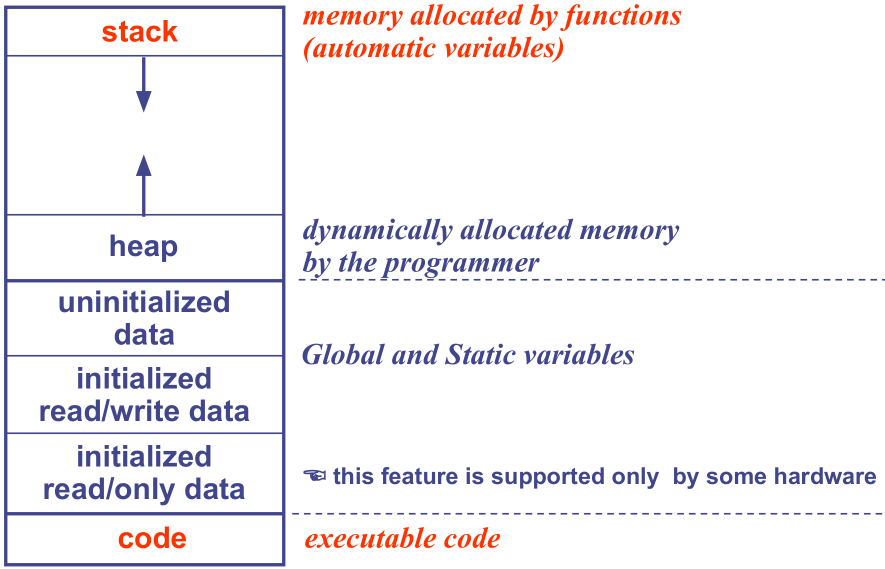 stack
memory allocated by functions
(automatic variables)
heap
dynamically allocated memory
by the programmer
uninitialized
data
Global and Static variables
initialized
read/write data
initialized
read/only data
☜ this feature is supported only by some hardware
code
executable code